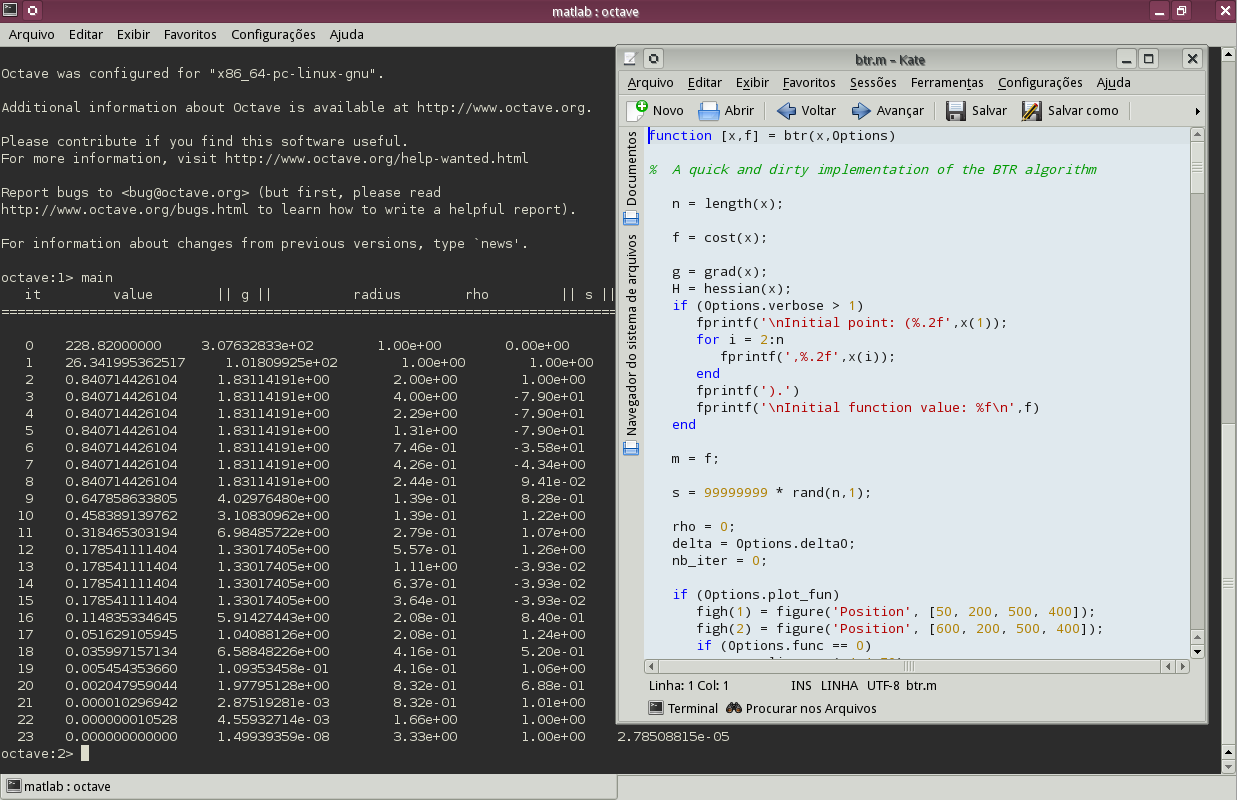 matlab : octave
Arquivo Editar Exibir Favoritos Configurações Ajuda
Octave was configured for "x86_64-pc-linux-gnu".
Additional information about Octave is available at http://www.octave.org.
Please contribute if you find this software useful.
For more information, visit http://www.octave.org/help-wanted.html
Report bugs to <bug@octave.org> (but first, please read
http://www.octave.org/bugs.html to learn how to write a helpful report).
For information about changes from previous versions, type `news'.
octave:1> main
it value || g || radius rho || s ||
================================================================================
0 228.82000000 3.07632833e+02 1.00e+00 0.00e+00
1 26.341995362517 1.01809925e+02 1.00e+00 1.00e+00
2 0.840714426104 1.83114191e+00 2.00e+00 1.00e+00
3 0.840714426104 1.83114191e+00 4.00e+00 -7.90e+01
4 0.840714426104 1.83114191e+00 2.29e+00 -7.90e+01
5 0.840714426104 1.83114191e+00 1.31e+00 -7.90e+01
6 0.840714426104 1.83114191e+00 7.46e-01 -3.58e+01
7 0.840714426104 1.83114191e+00 4.26e-01 -4.34e+00
8 0.840714426104 1.83114191e+00 2.44e-01 9.41e-02
9 0.647858633805 4.02976480e+00 1.39e-01 8.28e-01
10 0.458389139762 3.10830962e+00 1.39e-01 1.22e+00
11 0.318465303194 6.98485722e+00 2.79e-01 1.07e+00
12 0.178541111404 1.33017405e+00 5.57e-01 1.26e+00
13 0.178541111404 1.33017405e+00 1.11e+00 -3.93e-02
14 0.178541111404 1.33017405e+00 6.37e-01 -3.93e-02
15 0.178541111404 1.33017405e+00 3.64e-01 -3.93e-02
16 0.114835334645 5.91427443e+00 2.08e-01 8.40e-01
17 0.051629105945 1.04088126e+00 2.08e-01 1.24e+00
18 0.035997157134 6.58848226e+00 4.16e-01 5.20e-01
19 0.005454353660 1.09353458e-01 4.16e-01 1.06e+00
20 0.002047959044 1.97795128e+00 8.32e-01 6.88e-01
21 0.000010296942 2.87519281e-03 8.32e-01 1.01e+00
22 0.000000010528 4.55932714e-03 1.66e+00 1.00e+00
23 0.000000000000 1.49939359e-08 3.33e+00 1.00e+00 2.78508815e-05
octave:2>
btr.m – Kate
Arquivo Editar Exibir Favoritos Sessões Ferramentas Configurações Ajuda
Novo Abrir Voltar Avançar Salvar Salvar como
Documentos
Navegador do sistema de arquivos
function [x,f] = btr(x,Options)
% A quick and dirty implementation of the BTR algorithm
n = length(x);
f = cost(x);
g = grad(x);
H = hessian(x);
if (Options.verbose > 1)
fprintf('\nInitial point: (%.2f',x(1));
for i = 2:n
fprintf(',%.2f',x(i));
end
fprintf(').')
fprintf('\nInitial function value: %f\n',f)
end
m = f;
s = 99999999 * rand(n,1);
rho = 0;
delta = Options.delta0;
nb_iter = 0;
if (Options.plot_fun)
figh(1) = figure('Position', [50, 200, 500, 400]);
figh(2) = figure('Position', [600, 200, 500, 400]);
if (Options.func == 0)
Linha: 1 Col: 1 INS LINHA UTF-8 btr.m
Terminal Procurar nos Arquivos
matlab : octave